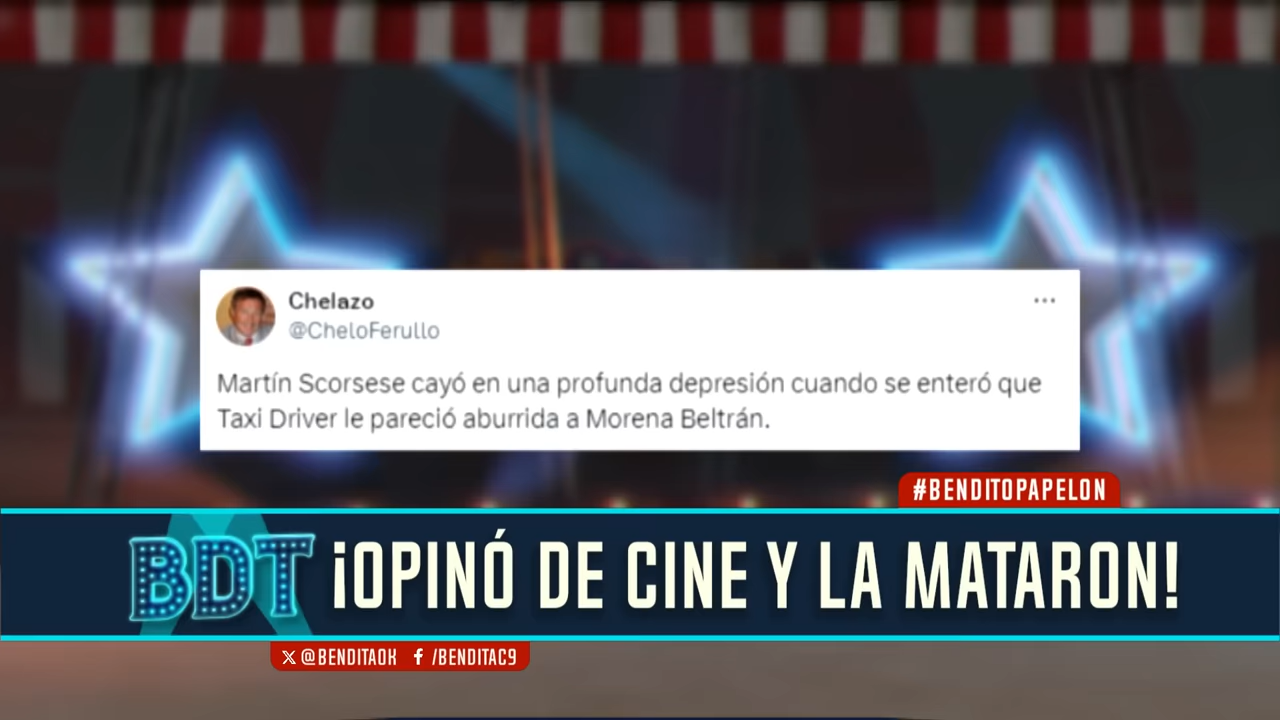 Chelazo
@CheloFerullo
Martín Scorsese cayó en una profunda depresión cuando se enteró que
Taxi Driver le pareció aburrida a Morena Beltrán.
#BENDITOPAPELON
BDT ¡OPINÓ DE CINE Y LA MATARON!
X @BENDITAOK f /BENDITAC9